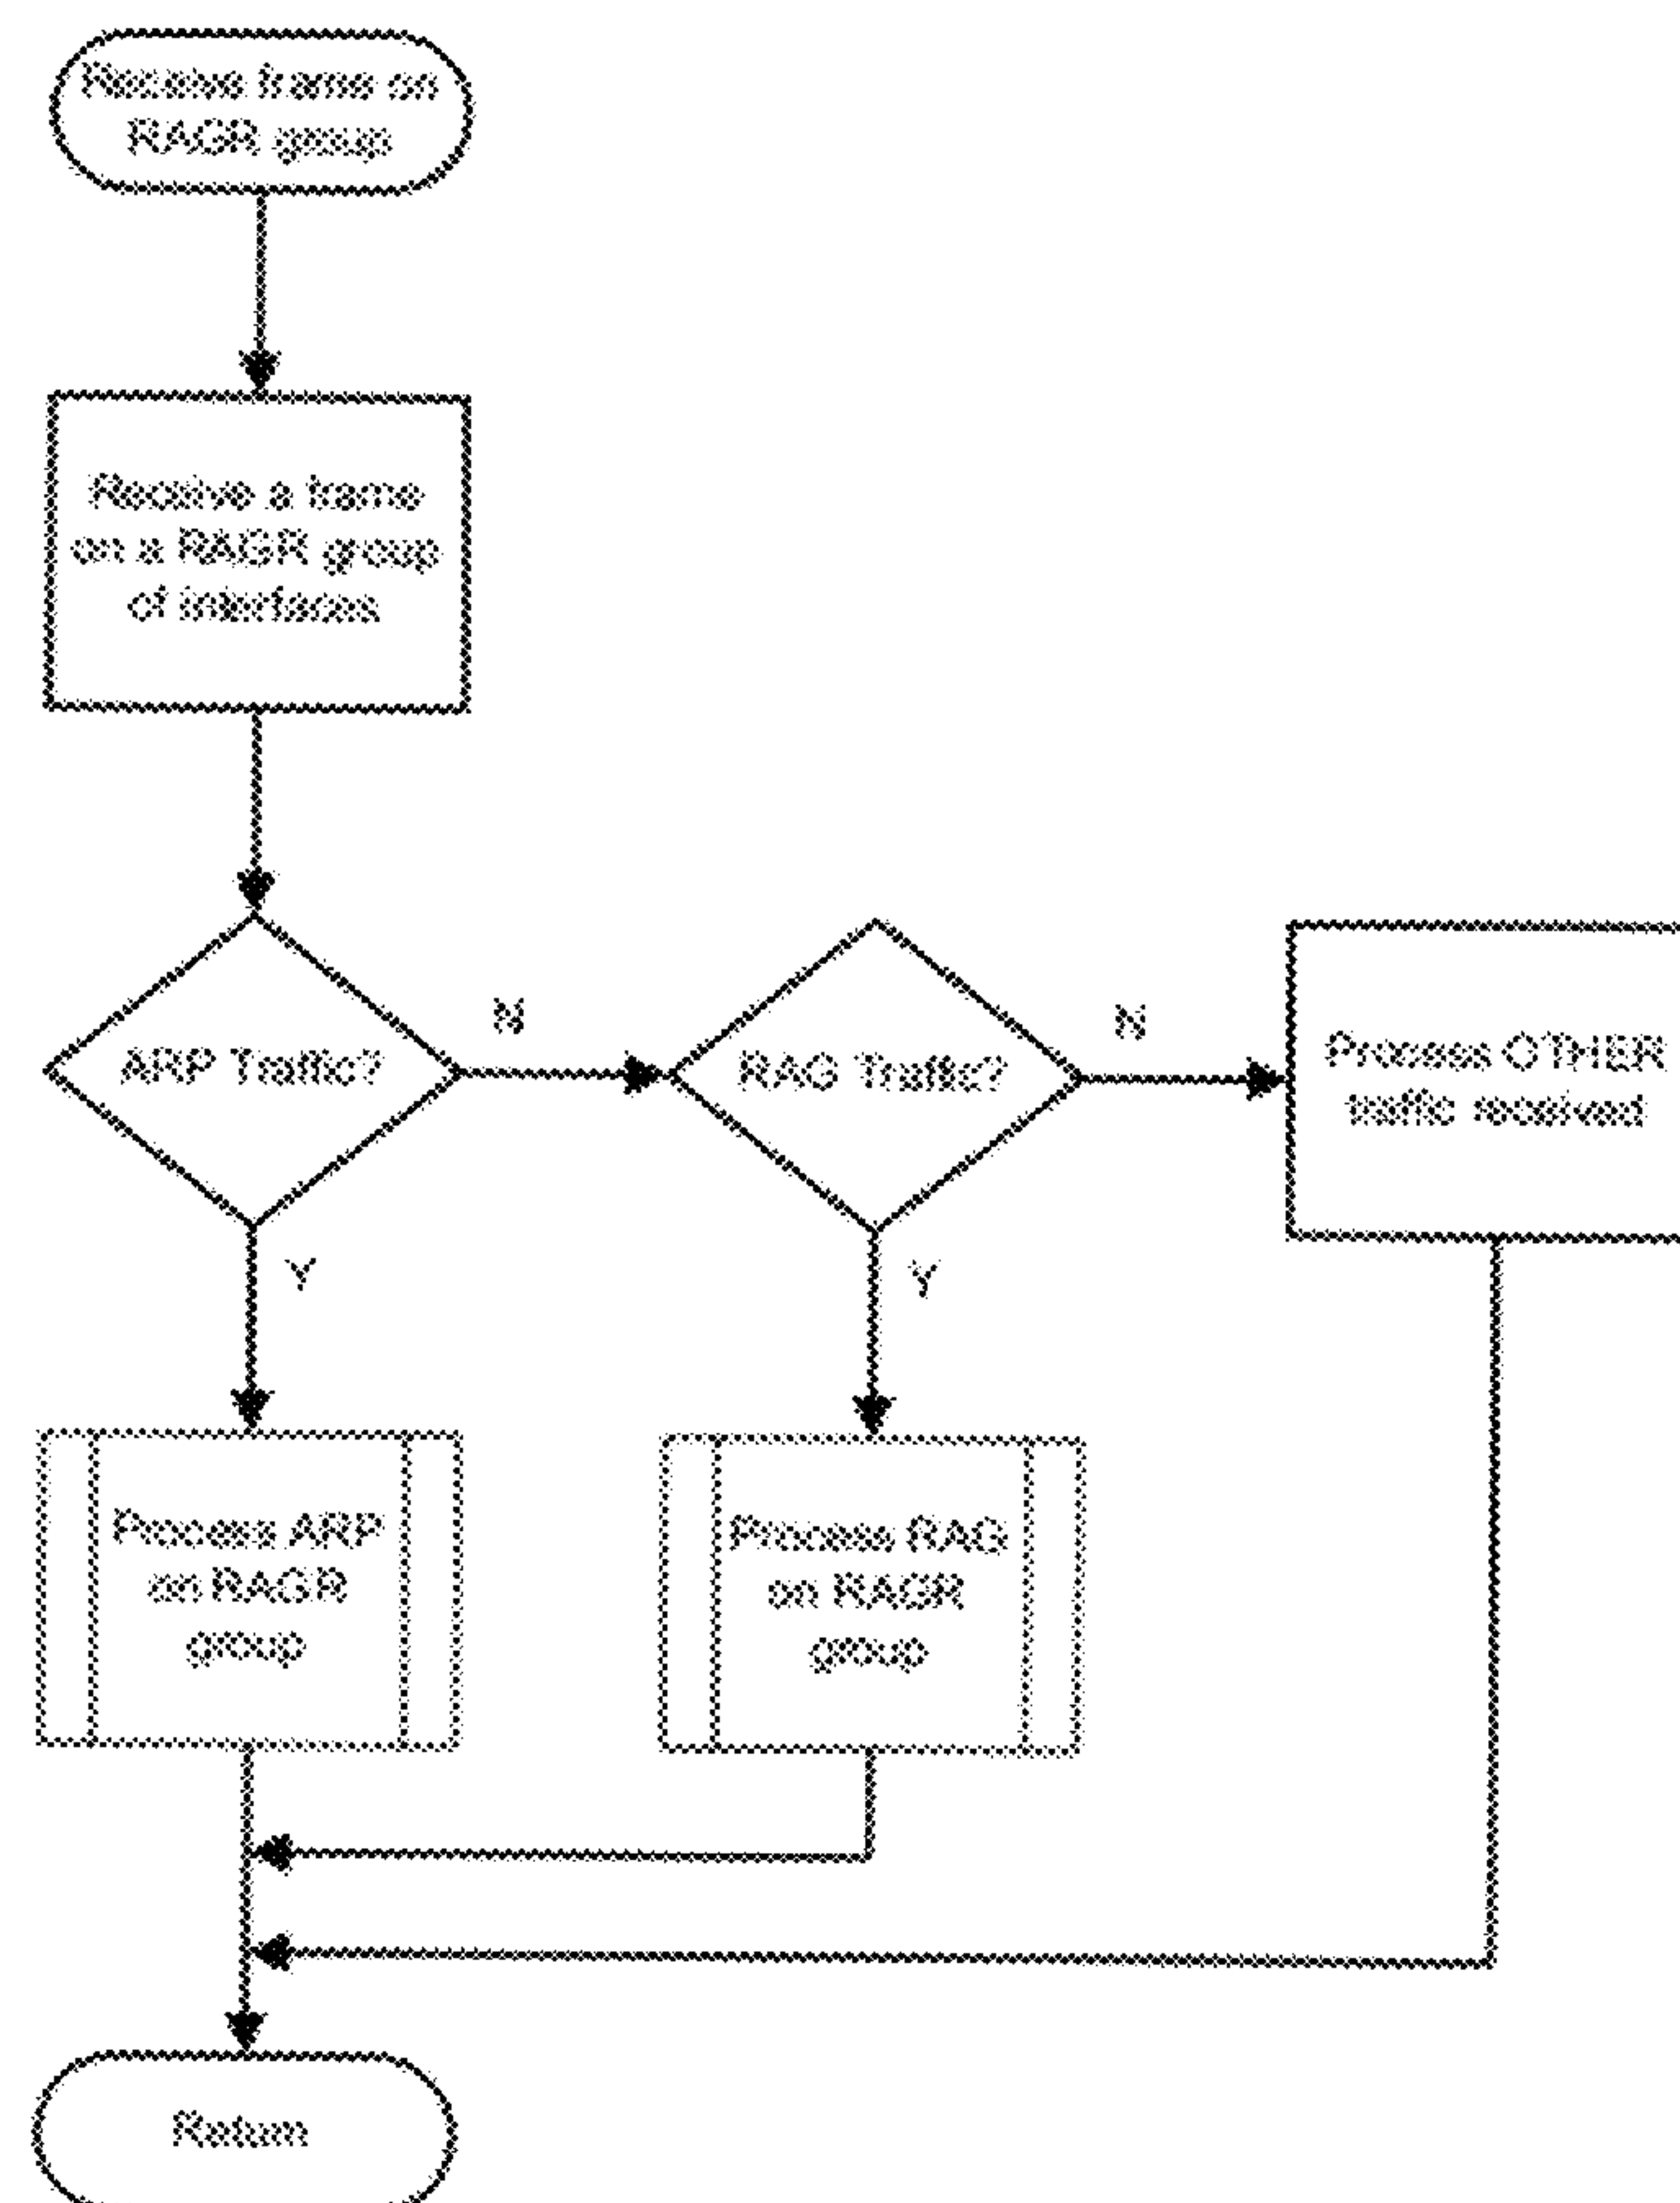 Receive frame on
RAGR group
Receive a frame
on a RAGR group
of interfaces
ARP Traffic?
N
RAG Traffic?
N
Process OTHER
traffic received
Y
Y
Process ARP
on RAGR
group
Process RAG
on RAGR
group
Return